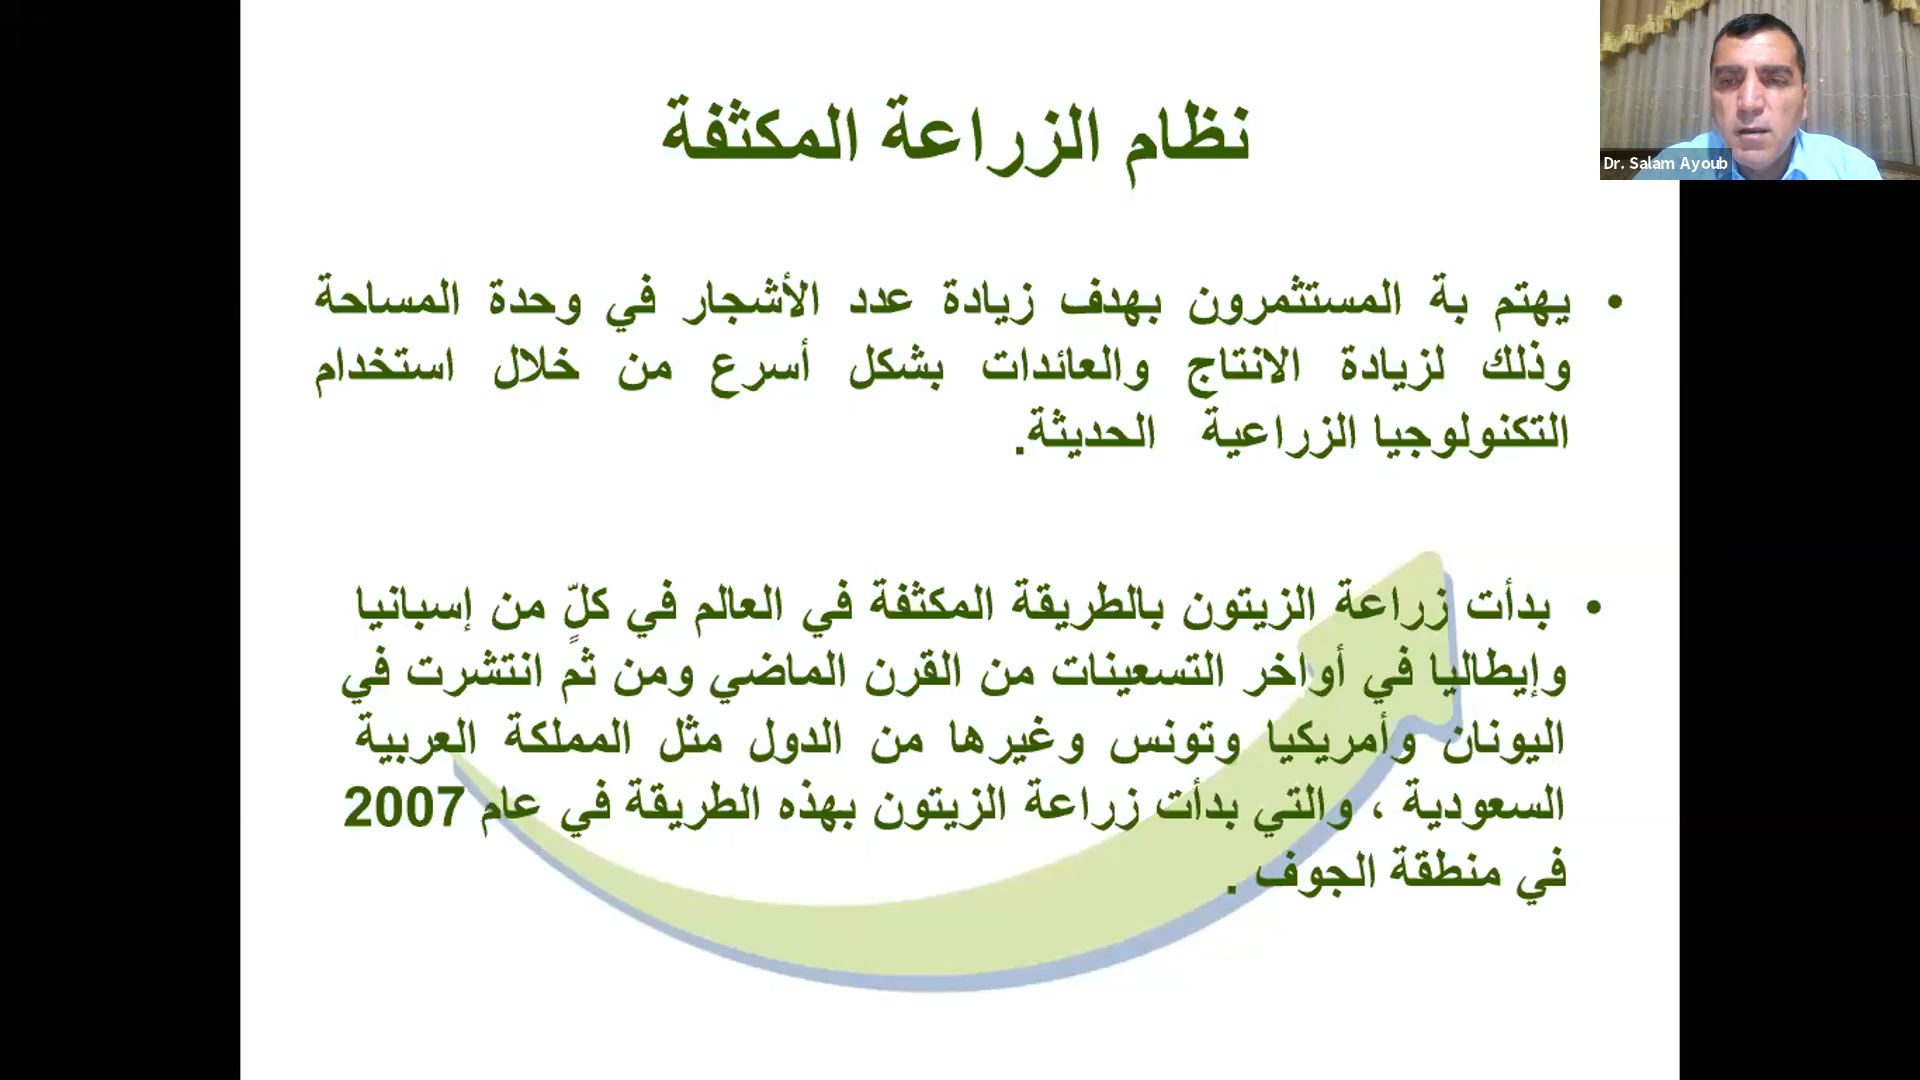 نظام الزراعة المكثفة
Dr. Salam Ayoub
• يهتم بة المستثمرون بهدف زيادة عدد الأشجار في وحدة المساحة
وذلك لزيادة الانتاج والعائدات بشكل أسرع من خلال استخدام
التكنولوجيا الزراعية الحديثة.
• بدأت زراعة الزيتون بالطريقة المكثفة في العالم في كلٍّ من إسبانيا
وإيطاليا في أواخر التسعينات من القرن الماضي ومن ثم انتشرت في
اليونان وأمريكيا وتونس وغيرها من الدول مثل المملكة العربية
السعودية ، والتي بدأت زراعة الزيتون بهذه الطريقة في عام 2007
في منطقة الجوف .